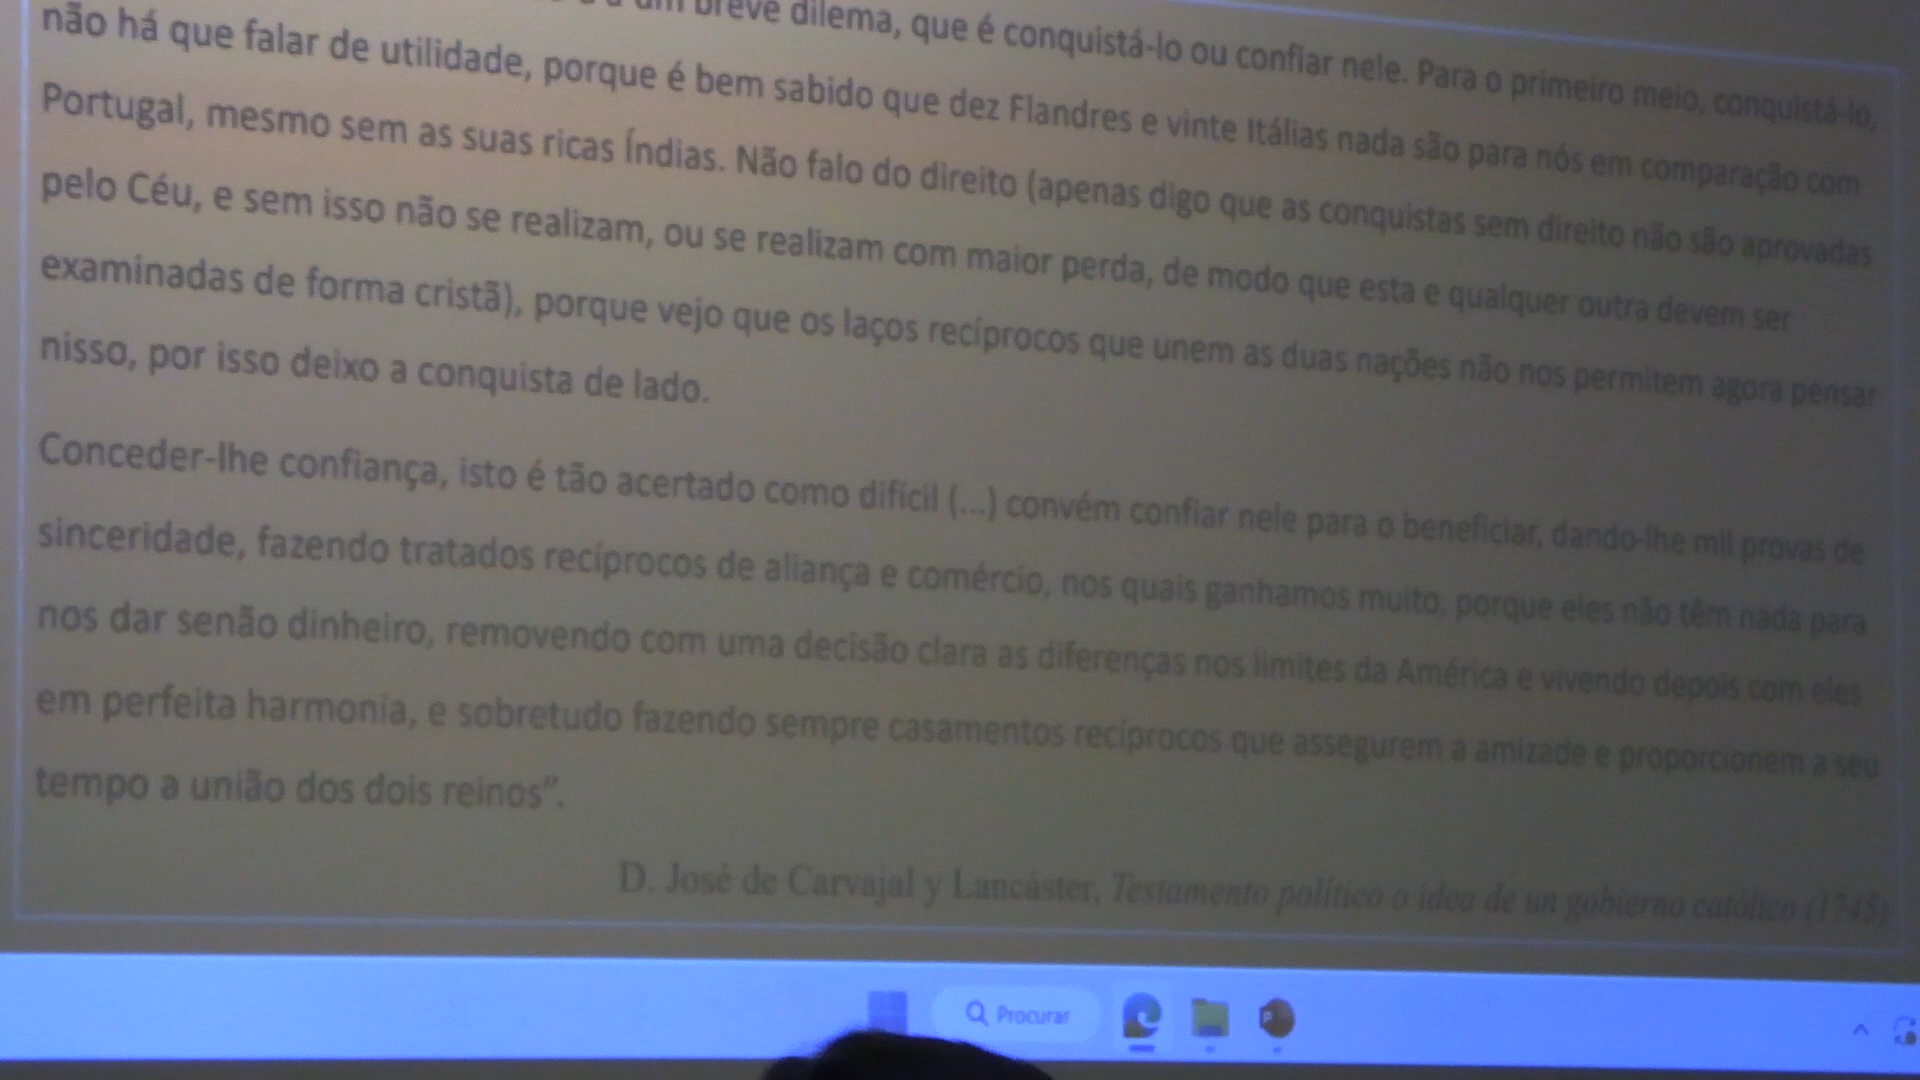 um breve dilema, que é conquistá-lo ou confiar nele. Para o primeiro meio, conquistá-lo,
não há que falar de utilidade, porque é bem sabido que dez Flandres e vinte Itálias nada são para nós em comparação com
Portugal, mesmo sem as suas ricas Índias. Não falo do direito (apenas digo que as conquistas sem direito não são aprovadas
pelo Céu, e sem isso não se realizam, ou se realizam com maior perda, de modo que esta e qualquer outra devem ser
examinadas de forma cristã), porque vejo que os laços recíprocos que unem as duas nações não nos permitem agora pensar
nisso, por isso deixo a conquista de lado.
Conceder-lhe confiança, isto é tão acertado como difícil (...) convém confiar nele para o beneficiar, dando-lhe mil provas de
sinceridade, fazendo tratados recíprocos de aliança e comércio, nos quais ganhamos muito, porque eles não têm nada para
nos dar senão dinheiro, removendo com uma decisão clara as diferenças nos limites da América e vivendo depois com eles
em perfeita harmonia, e sobretudo fazendo sempre casamentos recíprocos que assegurem a amizade e proporcionem a seu
tempo a união dos dois reinos”.
D. José de Carvajal y Lancáster, Testamento político o idea de un gobierno católico (1745)
Procurar